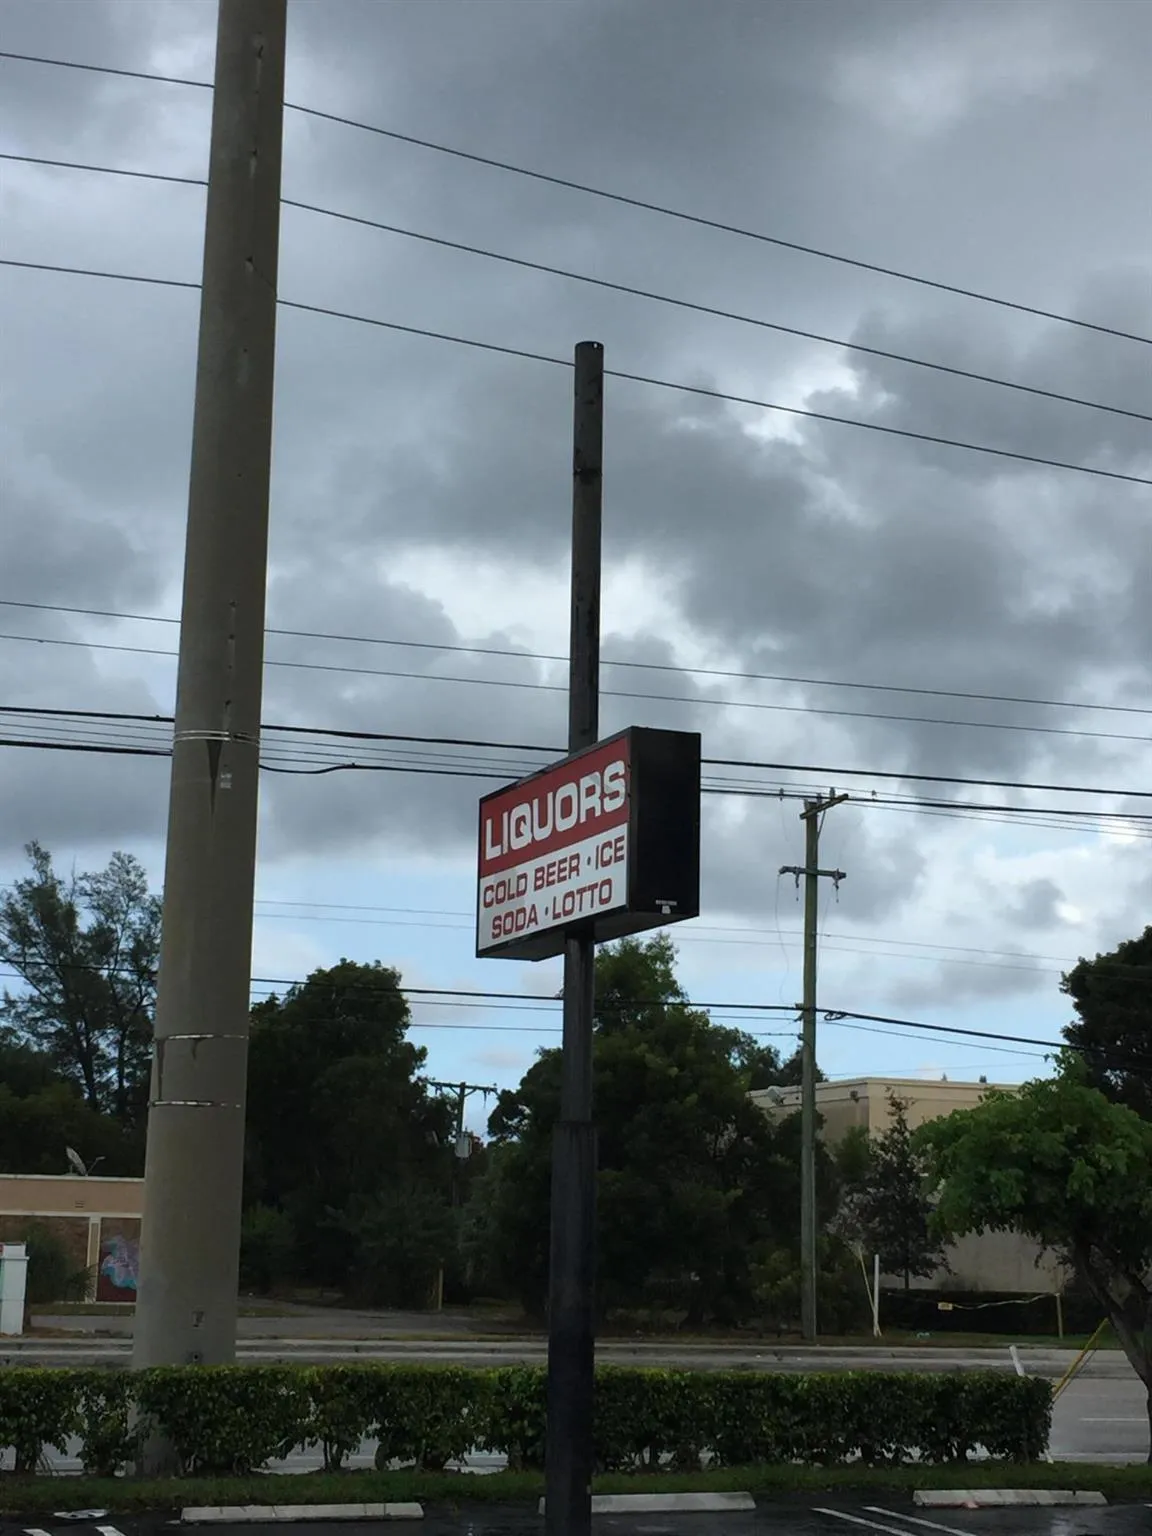 LIQUORS
COLD BEER · ICE
SODA · LOTTO